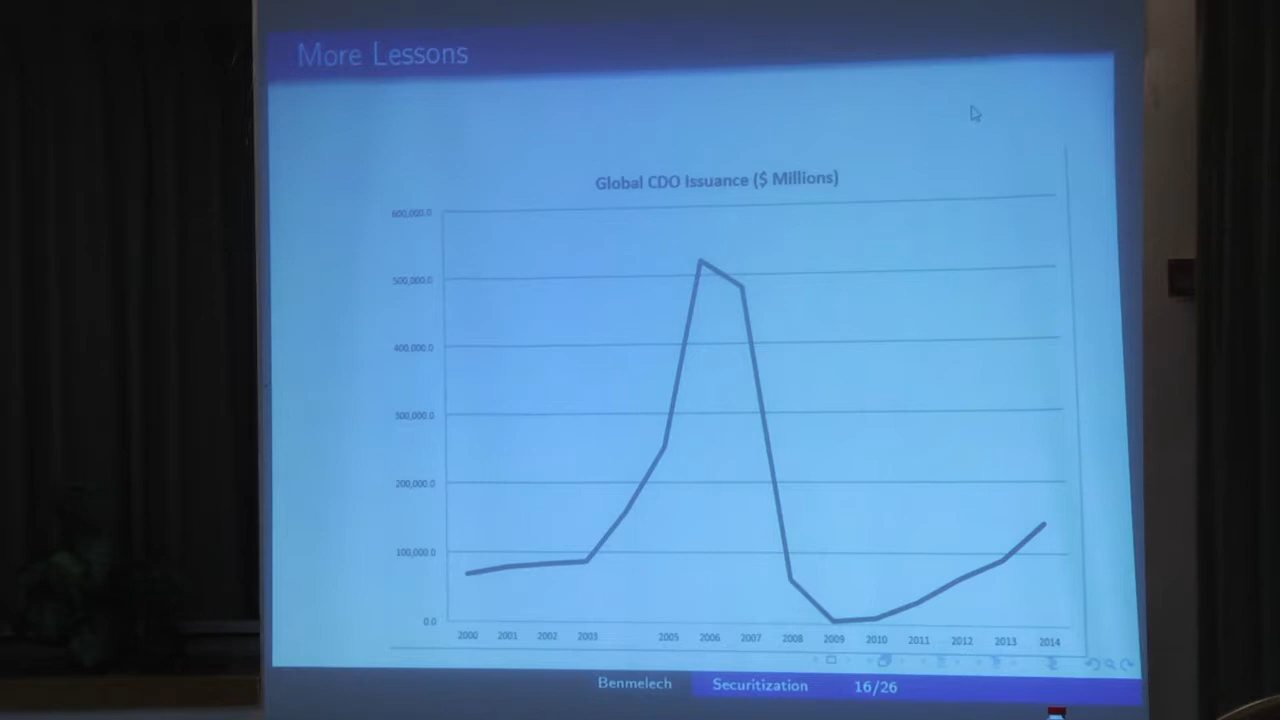 More Lessons
Global CDO Issuance ($ Millions)
600,000.0
500,000.0
400,000.0
300,000.0
200,000.0
100,000.0
0.0
2000 2001 2002 2003 2005 2006 2007 2008 2009 2010 2011 2012 2013 2014
Benmelech Securitization 16/26